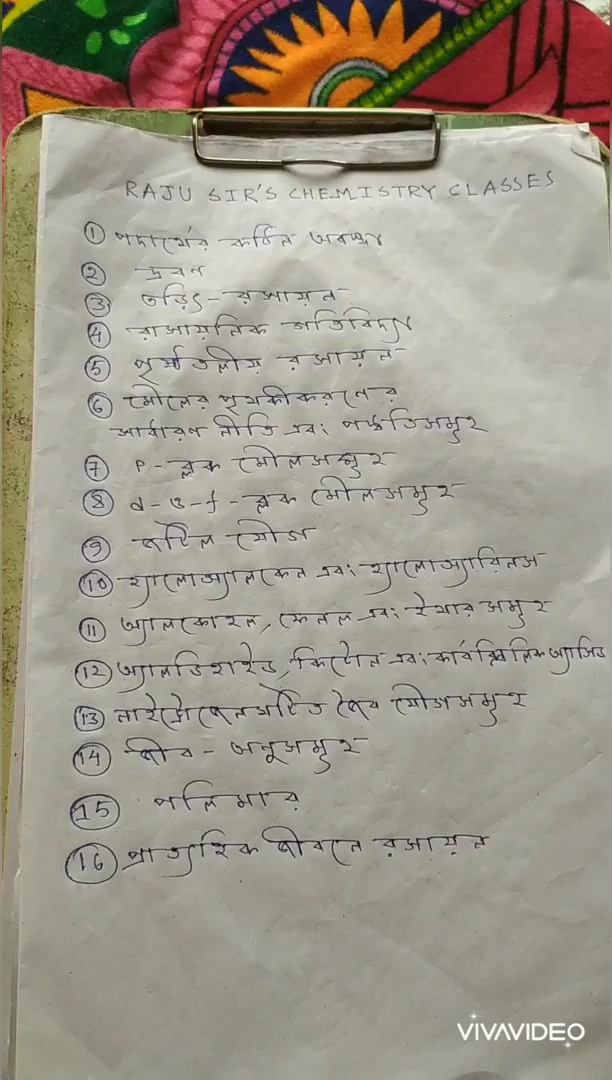 RAJU SIR'S CHEMISTRY CLASSES
① পদার্থের কঠিন অবস্থা
② দ্রবণ
③ তড়িৎ-রসায়ন
④ রাসায়নিক গতিবিদ্যা
⑤ পৃষ্ঠতলীয় রসায়ন
⑥ মৌলের পৃথকীকরণের
সাধারণ নীতি এবং পদ্ধতিসমূহ
⑦ P-ব্লক মৌলসমূহ
⑧ d-ও-f-ব্লক মৌলসমূহ
⑨ জটিল যৌগ
⑩ হ্যালোঅ্যালকেন এবং হ্যালোঅ্যারিনস
⑪ অ্যালকোহল, ফেনল এবং ইথারসমূহ
⑫ অ্যালডিহাইড, কিটোন এবং কার্বক্সিলিক অ্যাসিড
⑬ নাইট্রোজেনঘটিত জৈব যৌগসমূহ
⑭ জীব-অনুসমূহ
⑮ পলিমার
⑯ প্রাত্যহিক জীবনে রসায়ন
VIVAVIDEO